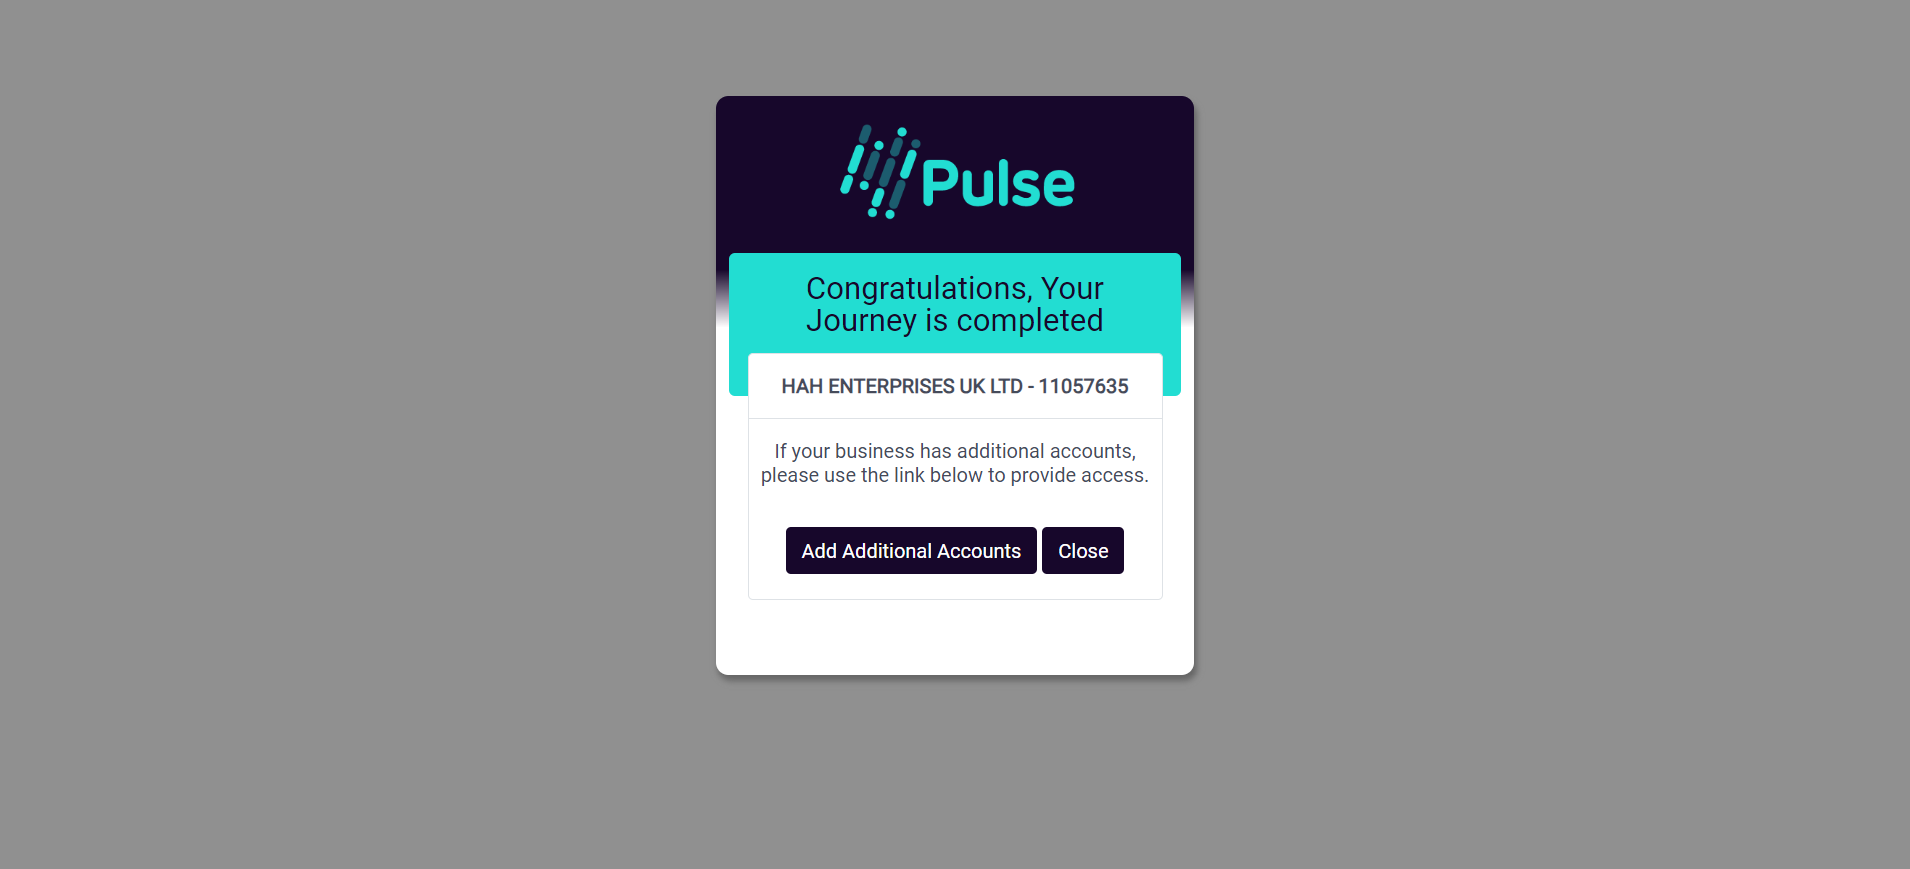 Pulse
Congratulations, Your
Journey is completed
HAH ENTERPRISES UK LTD - 11057635
If your business has additional accounts,
please use the link below to provide access.
Add Additional Accounts
Close